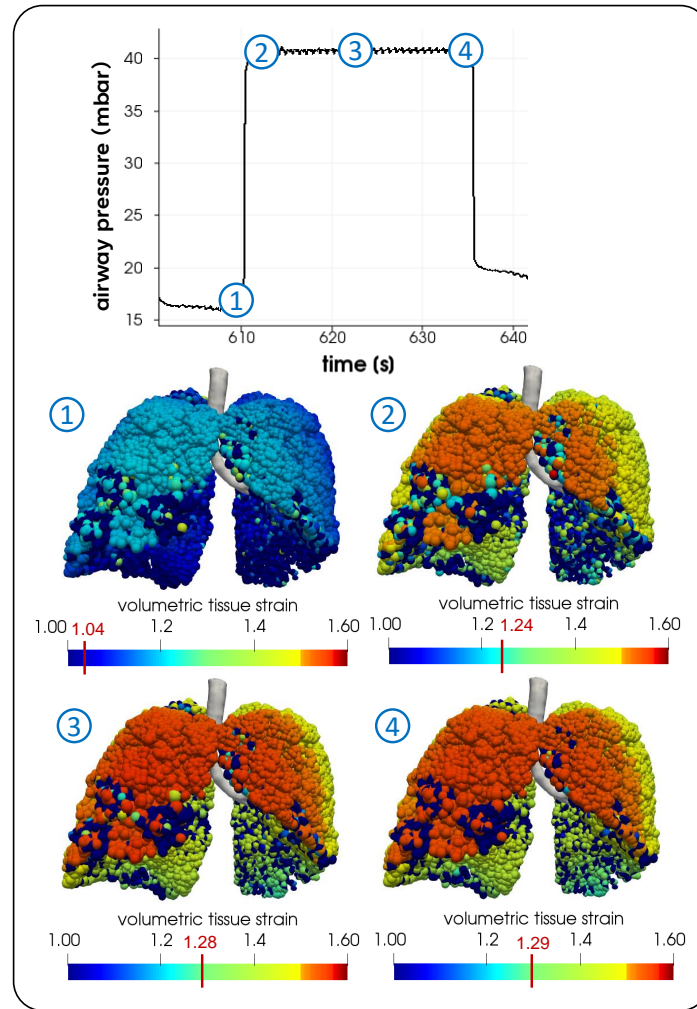 airway pressure (mbar)
40
35
30
25
20
15
2
3
4
1
610
620
630
640
time (s)
1
2
volumetric tissue strain
1.00 1.04 1.2 1.4 1.60
volumetric tissue strain
1.00 1.2 1.24 1.4 1.60
3
4
volumetric tissue strain
1.00 1.2 1.28 1.4 1.60
volumetric tissue strain
1.00 1.2 1.29 1.4 1.60